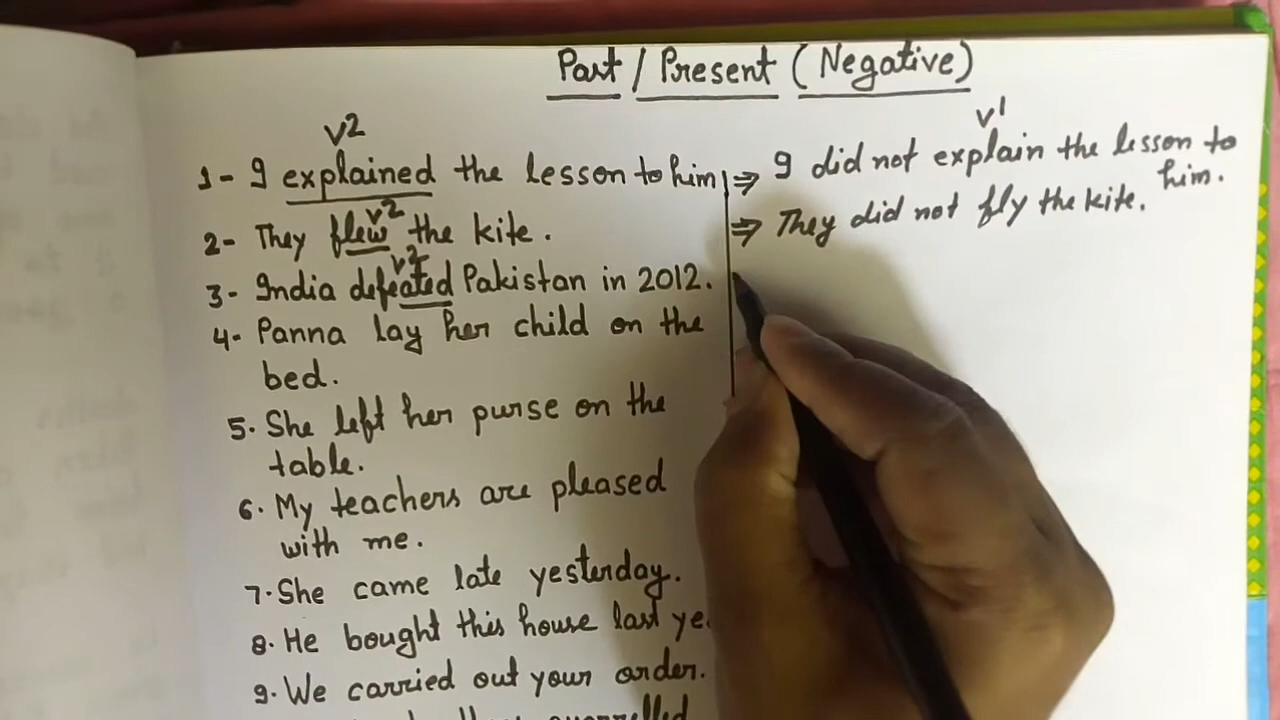 Past / Present (Negative)
V2
V1
1- I explained the lesson to him ⇒ I did not explain the lesson to
him.
V2
2- They flew the kite. ⇒ They did not fly the kite.
V2
3- India defeated Pakistan in 2012.
4- Panna lay her child on the
bed.
5. She left her purse on the
table.
6. My teachers are pleased
with me.
7. She came late yesterday.
8. He bought this house last
9. We carried out your order.
quarrelled